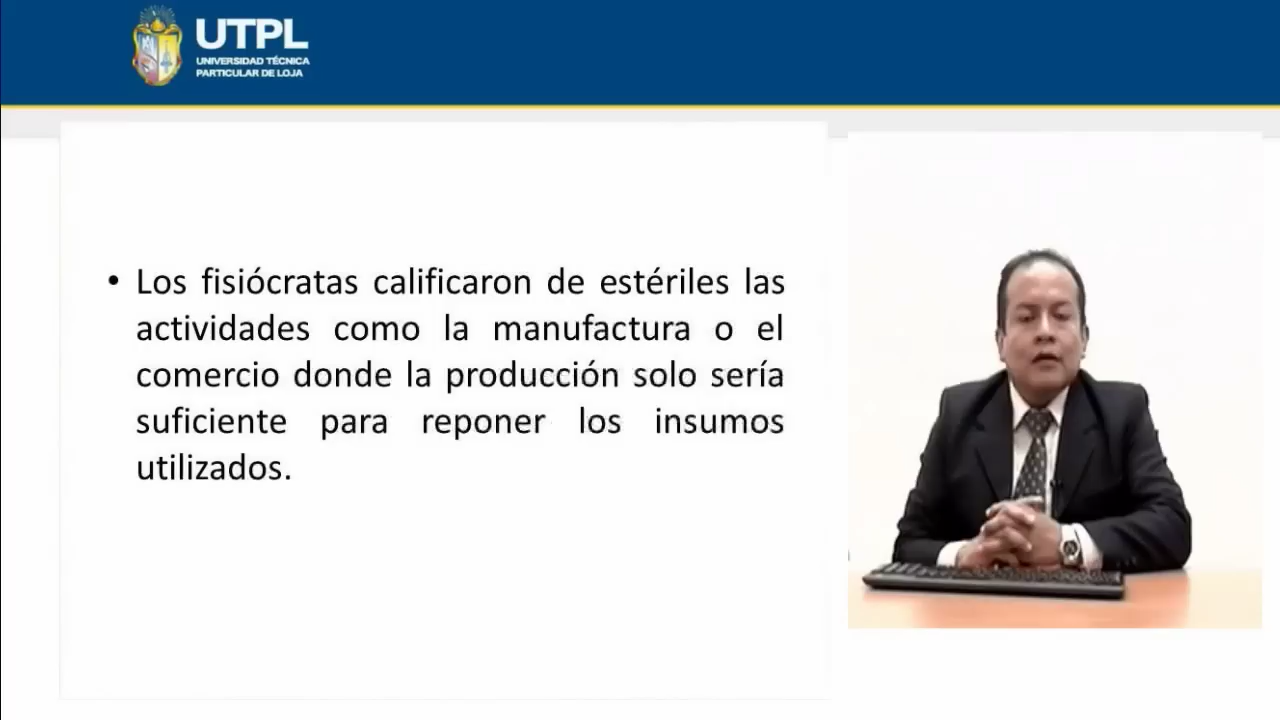 UTPL
UNIVERSIDAD TÉCNICA
PARTICULAR DE LOJA
• Los fisiócratas calificaron de estériles las
actividades como la manufactura o el
comercio donde la producción solo sería
suficiente para reponer los insumos
utilizados.